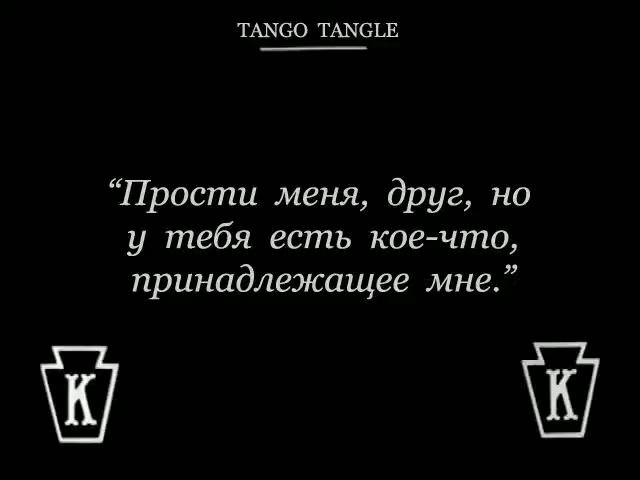 TANGO TANGLE
“Прости меня, друг, но
у тебя есть кое-что,
принадлежащее мне.”
K
K